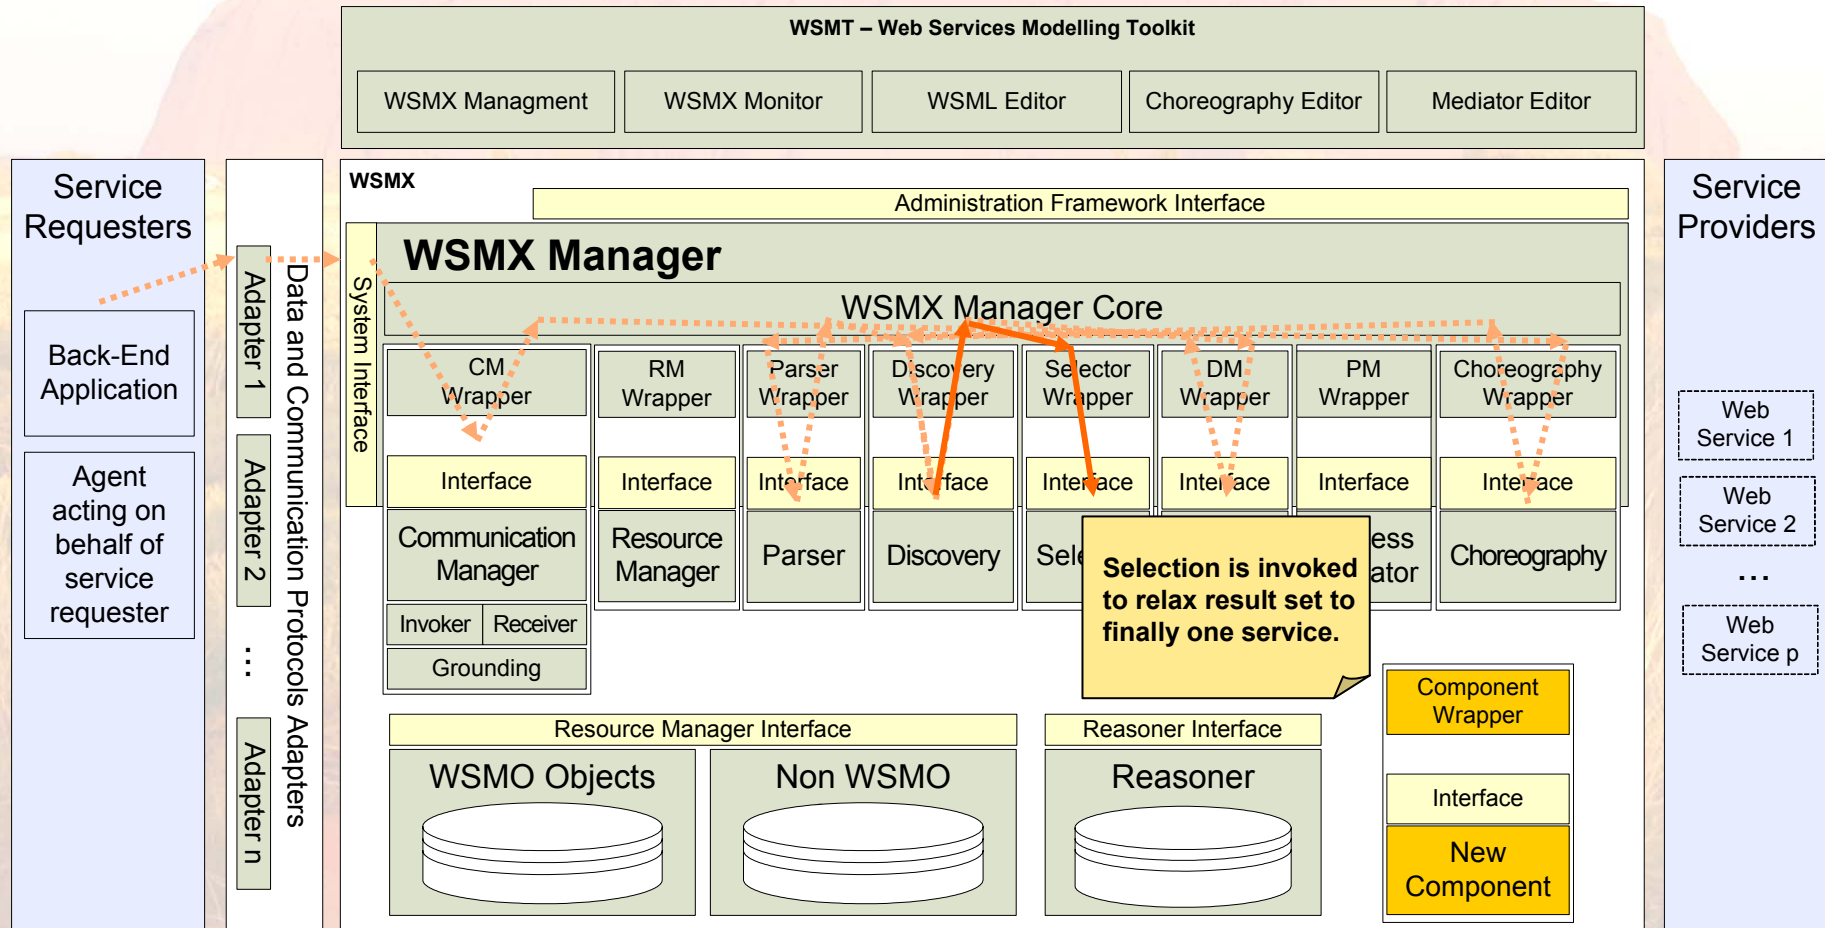 WSMT – Web Services Modelling Toolkit
WSMX Managment
WSMX Monitor
WSML Editor
Choreography Editor
Mediator Editor
Service
Requesters
Back-End
Application
Agent
acting on
behalf of
service
requester
Adapter 1
Adapter 2
...
Adapter n
Data and Communication Protocols Adapters
WSMX
Administration Framework Interface
System Interface
WSMX Manager
WSMX Manager Core
CM
Wrapper
RM
Wrapper
Parser
Wrapper
Discovery
Wrapper
Selector
Wrapper
DM
Wrapper
PM
Wrapper
Choreography
Wrapper
Interface
Interface
Interface
Interface
Interface
Interface
Interface
Interface
Communication
Manager
Resource
Manager
Parser
Discovery
Choreography
Invoker
Receiver
Grounding
Selection is invoked
to relax result set to
finally one service.
Resource Manager Interface
WSMO Objects
Non WSMO
Reasoner Interface
Reasoner
Component
Wrapper
Interface
New
Component
Service
Providers
Web
Service 1
Web
Service 2
...
Web
Service p